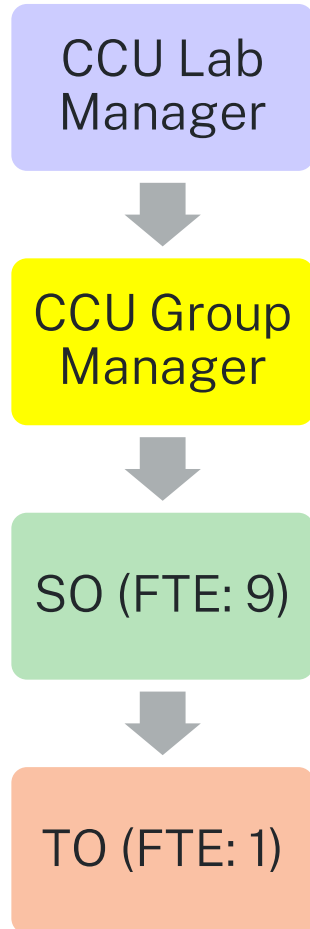 CCU Lab
Manager
CCU Group
Manager
SO (FTE: 9)
TO (FTE: 1)